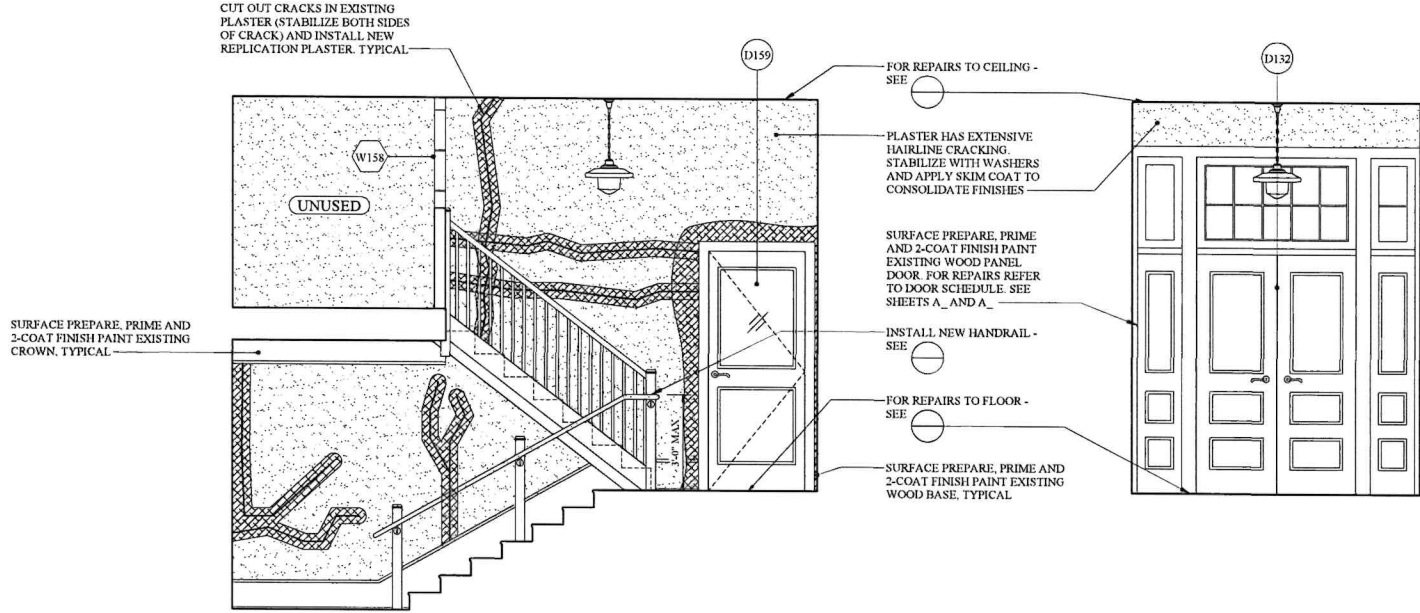 CUT OUT CRACKS IN EXISTING
PLASTER (STABILIZE BOTH SIDES
OF CRACK) AND INSTALL NEW
REPLICATION PLASTER. TYPICAL
D159
FOR REPAIRS TO CEILING -
SEE
D132
W158
PLASTER HAS EXTENSIVE
HAIRLINE CRACKING.
STABILIZE WITH WASHERS
AND APPLY SKIM COAT TO
CONSOLIDATE FINISHES
UNUSED
SURFACE PREPARE, PRIME
AND 2-COAT FINISH PAINT
EXISTING WOOD PANEL
DOOR. FOR REPAIRS REFER
TO DOOR SCHEDULE. SEE
SHEETS A_ AND A_
SURFACE PREPARE, PRIME AND
2-COAT FINISH PAINT EXISTING
CROWN, TYPICAL
INSTALL NEW HANDRAIL -
SEE
FOR REPAIRS TO FLOOR -
SEE
3'-0" MAX
SURFACE PREPARE, PRIME AND
2-COAT FINISH PAINT EXISTING
WOOD BASE, TYPICAL